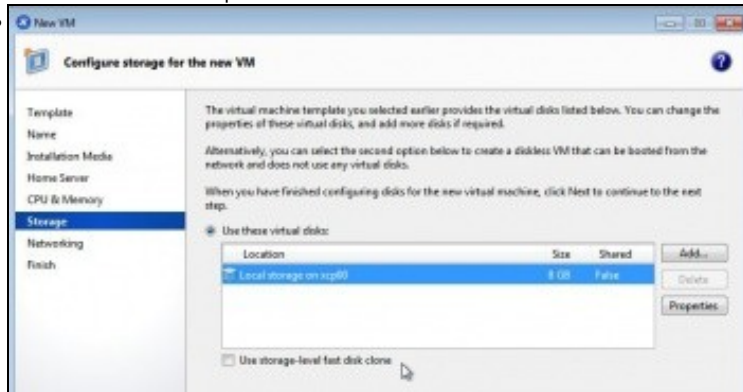 New VM
Configure storage for the new VM
Template
Name
Installation Media
Home Server
CPU & Memory
Storage
Networking
Finish
The virtual machine template you selected earlier provides the virtual disks listed below. You can change the
properties of these virtual disks, and add more disks if required.
Alternatively, you can select the second option below to create a diskless VM that can be booted from the
network and does not use any virtual disks.
When you have finished configuring disks for the new virtual machine, click Next to continue to the next
step.
Use these virtual disks:
Location Size Shared
Local storage on xcp00 8 GB False
Add...
Delete
Properties
Use storage-level fast disk clone